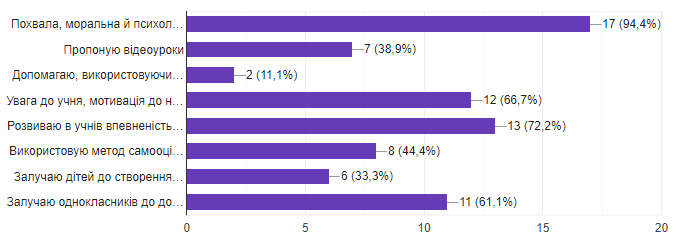 Похвала, моральна й психол…
17 (94,4%)
Пропоную відеоуроки
7 (38,9%)
Допомагаю, використовуючи…
2 (11,1%)
Увага до учня, мотивація до н…
12 (66,7%)
Розвиваю в учнів впевненість…
13 (72,2%)
Використовую метод самооці…
8 (44,4%)
Залучаю дітей до створення…
6 (33,3%)
Залучаю однокласників до до…
11 (61,1%)
0 5 10 15 20